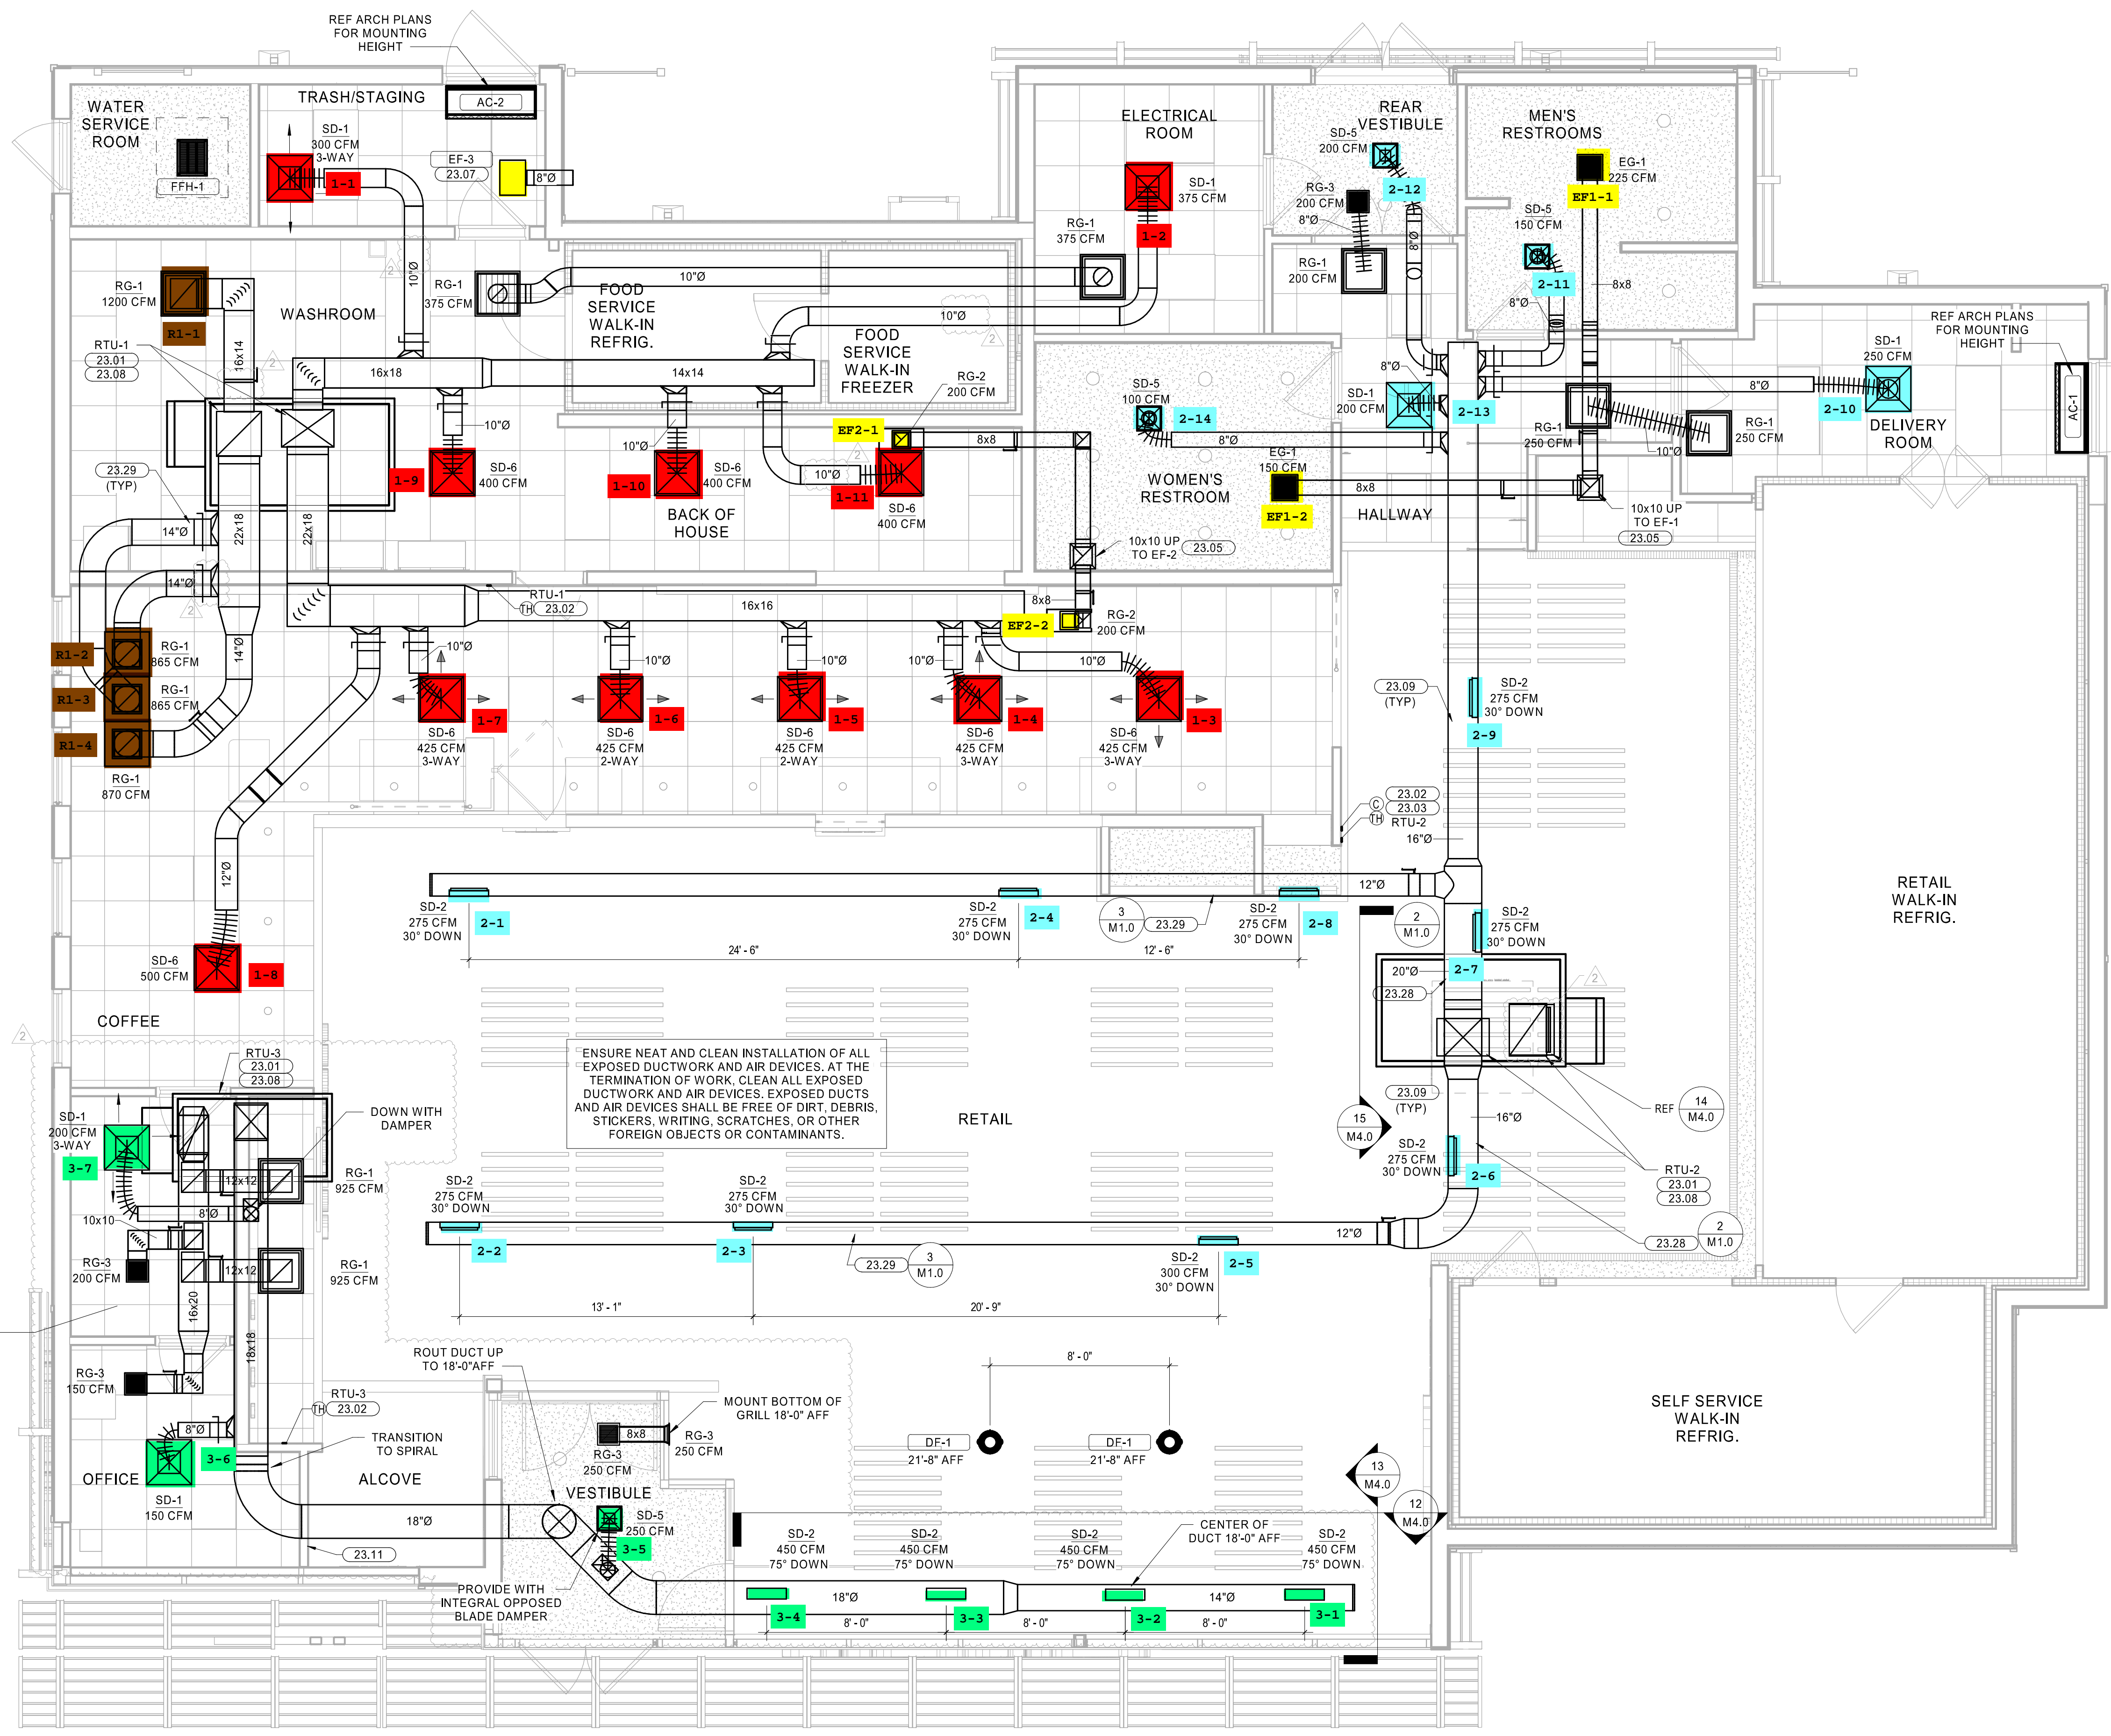 REF ARCH PLANS
FOR MOUNTING
HEIGHT
WATER
SERVICE
ROOM
FFH-1
TRASH/STAGING
SD-1
300 CFM
3-WAY
1-1
AC-2
EF-3
23.07
8"Ø
10"Ø
2
ELECTRICAL
ROOM
SD-1
375 CFM
1-2
RG-1
375 CFM
REAR
VESTIBULE
SD-5
200 CFM
2-12
RG-3
200 CFM
8"Ø
8"Ø
RG-1
200 CFM
MEN'S
RESTROOMS
EG-1
225 CFM
EF1-1
SD-5
150 CFM
2-11
8"Ø
8x8
REF ARCH PLANS
FOR MOUNTING
HEIGHT
SD-1
250 CFM
8"Ø
2-10
DELIVERY
ROOM
AC-1
RG-1
250 CFM
RG-1
250 CFM
10"Ø
RG-1
1200 CFM
R1-1
WASHROOM
16x14
2
RTU-1
23.01
23.08
RG-1
375 CFM
10"Ø
FOOD
SERVICE
WALK-IN
REFRIG.
10"Ø
FOOD
SERVICE
WALK-IN
FREEZER
2
16x18
14x14
RG-2
200 CFM
EF2-1
8x8
SD-5
100 CFM
2-14
8"Ø
SD-1
200 CFM
8"Ø
2-13
EG-1
150 CFM
EF1-2
8x8
WOMEN'S
RESTROOM
HALLWAY
10x10 UP
TO EF-1
23.05
10x10 UP
TO EF-2
23.05
23.29
(TYP)
14"Ø
22x18
22x18
10"Ø
1-9
SD-6
400 CFM
10"Ø
1-10
SD-6
400 CFM
10"Ø
2
1-11
SD-6
400 CFM
BACK OF
HOUSE
14"Ø
2
14"Ø
RTU-1
TH
23.02
16x16
8x8
EF2-2
RG-2
200 CFM
R1-2
RG-1
865 CFM
R1-3
RG-1
865 CFM
R1-4
RG-1
870 CFM
10"Ø
10"Ø
10"Ø
10"Ø
10"Ø
1-7
1-6
1-5
1-4
1-3
SD-6
425 CFM
3-WAY
SD-6
425 CFM
2-WAY
SD-6
425 CFM
2-WAY
SD-6
425 CFM
3-WAY
SD-6
425 CFM
3-WAY
23.09
(TYP)
SD-2
275 CFM
30° DOWN
2-9
C
TH
23.02
23.03
RTU-2
16"Ø
12"Ø
SD-6
500 CFM
1-8
COFFEE
12"Ø
SD-2
275 CFM
30° DOWN
2-1
SD-2
275 CFM
30° DOWN
2-4
3
M1.0
23.29
SD-2
275 CFM
30° DOWN
2-8
2
M1.0
SD-2
275 CFM
30° DOWN
2-7
24' - 6"
12' - 6"
20"Ø
23.28
2
RETAIL
WALK-IN
REFRIG.
2
RTU-3
23.01
23.08
ENSURE NEAT AND CLEAN INSTALLATION OF ALL
EXPOSED DUCTWORK AND AIR DEVICES. AT THE
TERMINATION OF WORK, CLEAN ALL EXPOSED
DUCTWORK AND AIR DEVICES. EXPOSED DUCTS
AND AIR DEVICES SHALL BE FREE OF DIRT, DEBRIS,
STICKERS, WRITING, SCRATCHES, OR OTHER
FOREIGN OBJECTS OR CONTAMINANTS.
RETAIL
23.09
(TYP)
15
M4.0
16"Ø
REF
14
M4.0
SD-2
275 CFM
30° DOWN
2-6
RTU-2
23.01
23.08
SD-1
200 CFM
3-WAY
3-7
DOWN WITH
DAMPER
RG-1
925 CFM
12x12
8"Ø
10x10
RG-3
200 CFM
12x12
RG-1
925 CFM
16x20
18x18
SD-2
275 CFM
30° DOWN
2-2
SD-2
275 CFM
30° DOWN
2-3
23.29
3
M1.0
SD-2
300 CFM
30° DOWN
2-5
12"Ø
23.28
2
M1.0
13' - 1"
20' - 9"
8' - 0"
RG-3
150 CFM
ROUT DUCT UP
TO 18'-0"AFF
RTU-3
TH
23.02
TRANSITION
TO SPIRAL
8"Ø
3-6
OFFICE
SD-1
150 CFM
ALCOVE
18"Ø
23.11
MOUNT BOTTOM OF
GRILL 18'-0" AFF
8x8
RG-3
250 CFM
RG-3
250 CFM
VESTIBULE
SD-5
250 CFM
3-5
PROVIDE WITH
INTEGRAL OPPOSED
BLADE DAMPER
DF-1
21'-8" AFF
DF-1
21'-8" AFF
SELF SERVICE
WALK-IN
REFRIG.
13
M4.0
12
M4.0
CENTER OF
DUCT 18'-0" AFF
SD-2
450 CFM
75° DOWN
SD-2
450 CFM
75° DOWN
SD-2
450 CFM
75° DOWN
SD-2
450 CFM
75° DOWN
18"Ø
14"Ø
3-4
3-3
3-2
3-1
8' - 0"
8' - 0"
8' - 0"